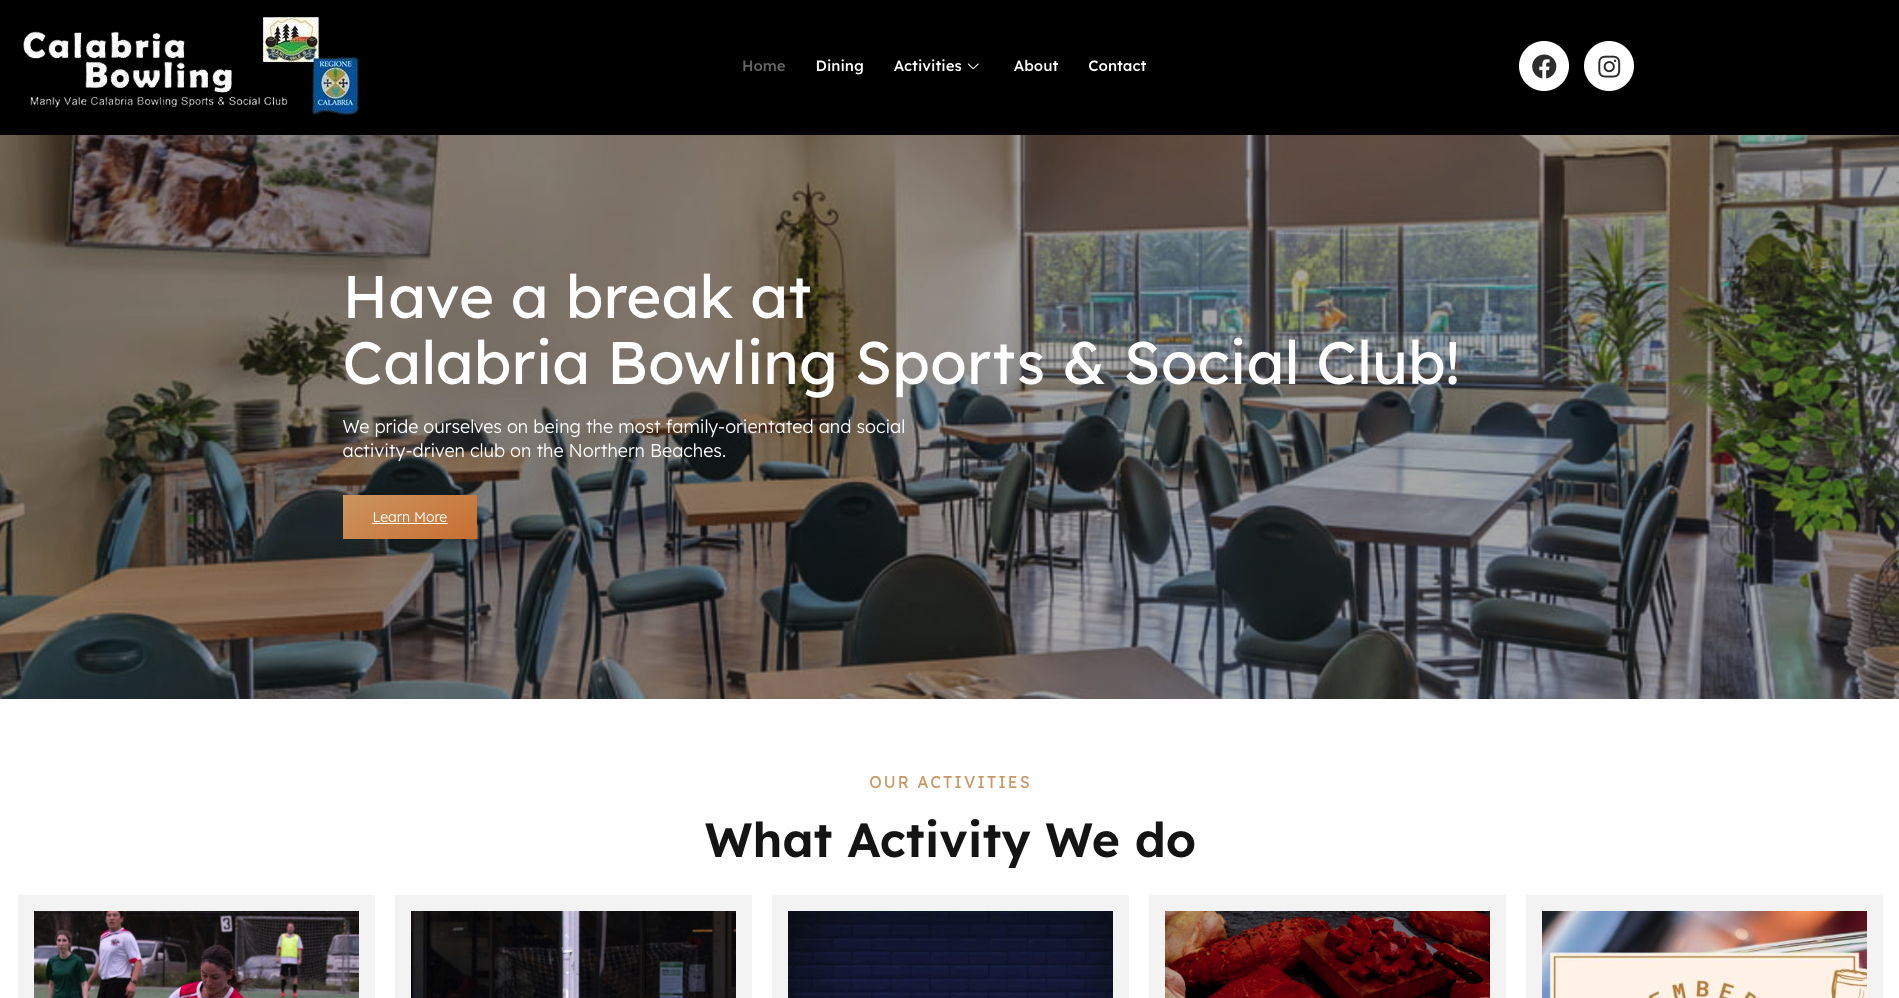 Calabria
Bowling
Manly Vale Calabria Bowling Sports & Social Club
REGIONE
CALABRIA
Home
Dining
Activities
About
Contact
Have a break at
Calabria Bowling Sports & Social Club!
We pride ourselves on being the most family-orientated and social
activity-driven club on the Northern Beaches.
Learn More
OUR ACTIVITIES
What Activity We do
3